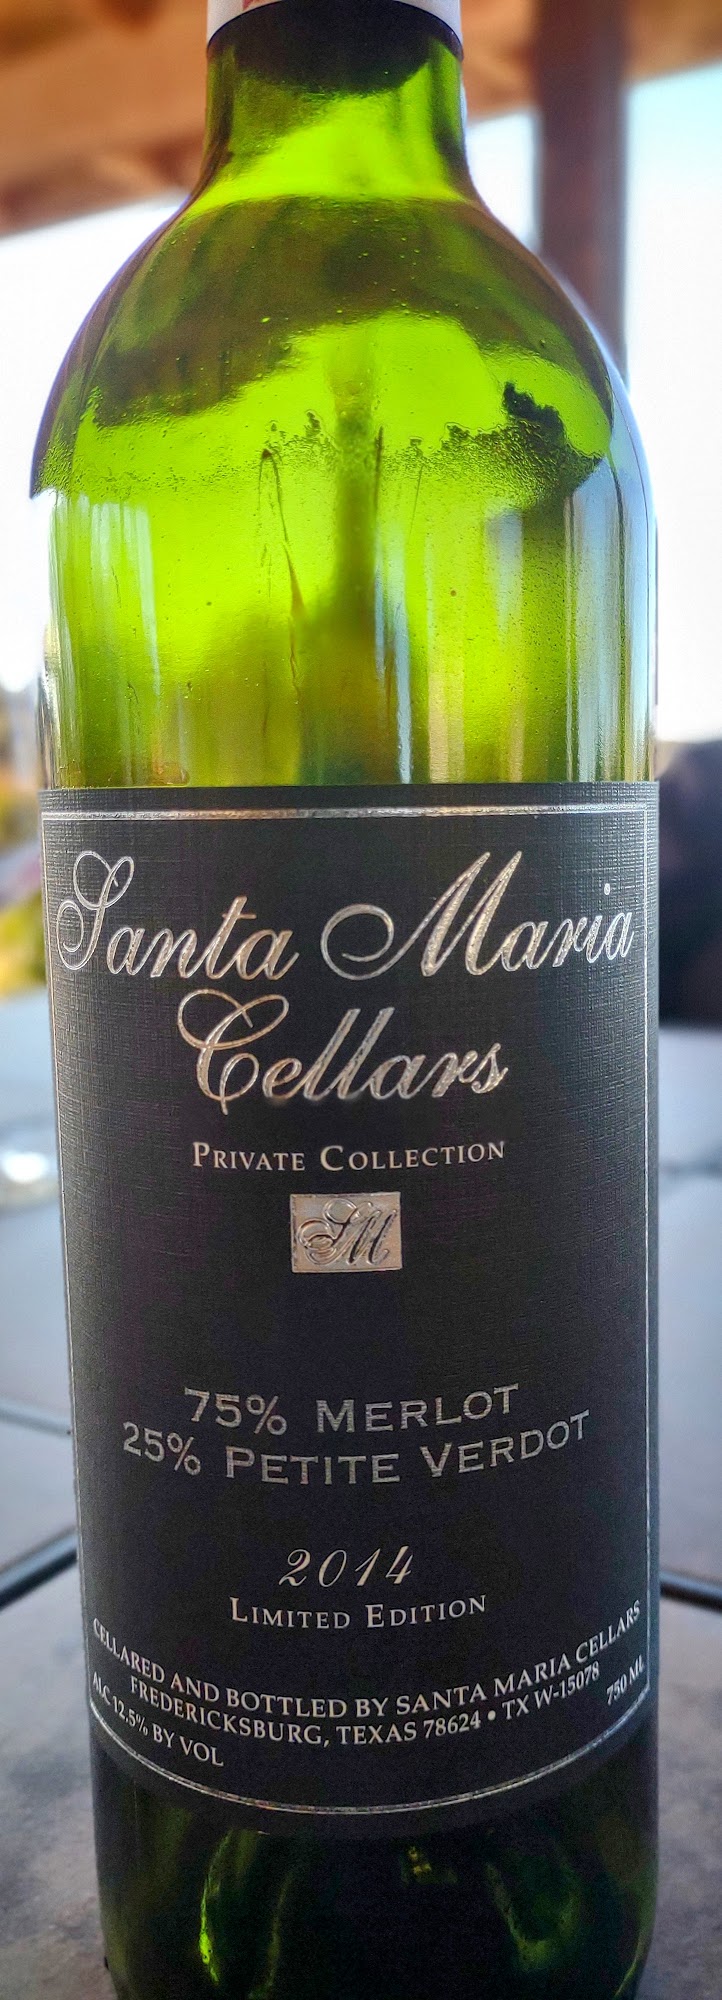 Santa Maria
Cellars
PRIVATE COLLECTION
SM
75% MERLOT
25% PETITE VERDOT
2014
LIMITED EDITION
CELLARED AND BOTTLED BY SANTA MARIA CELLARS
FREDERICKSBURG, TEXAS 78624 • TX W-15078
ALC 12.5% BY VOL
750 ML